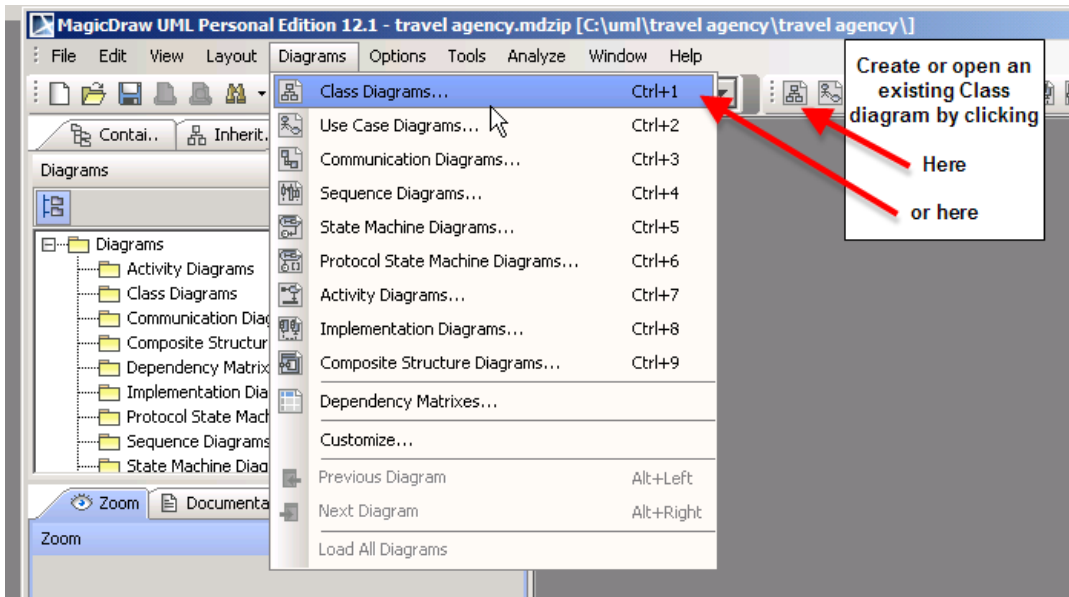 MagicDraw UML Personal Edition 12.1 - travel agency.mdzip [C:\uml\travel agency\travel agency\]
File Edit View Layout Diagrams Options Tools Analyze Window Help
Create or open an
existing Class
diagram by clicking
Here
or here
Class Diagrams... Ctrl+1
Use Case Diagrams... Ctrl+2
Communication Diagrams... Ctrl+3
Sequence Diagrams... Ctrl+4
State Machine Diagrams... Ctrl+5
Protocol State Machine Diagrams... Ctrl+6
Activity Diagrams... Ctrl+7
Implementation Diagrams... Ctrl+8
Composite Structure Diagrams... Ctrl+9
Dependency Matrixes...
Customize...
Previous Diagram Alt+Left
Next Diagram Alt+Right
Load All Diagrams
Contai.. Inherit.
Diagrams
Diagrams
Activity Diagrams
Class Diagrams
Communication Diag
Composite Structur
Dependency Matrix
Implementation Dia
Protocol State Mach
Sequence Diagrams
State Machine Diag
Zoom Documenta
Zoom